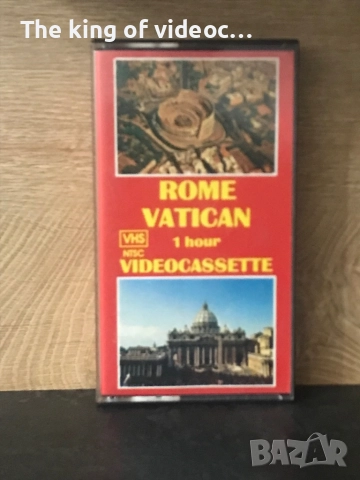 The king of videoc...
ROME
VATICAN
VHS 1 hour
NTSC
VIDEOCASSETTE
BAZAR